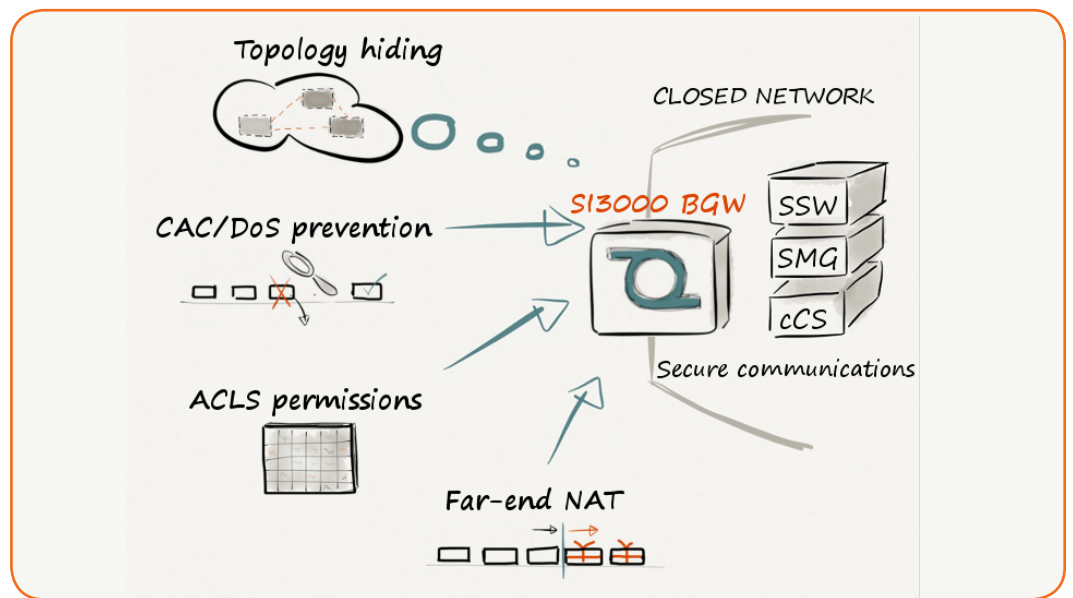 Topology hiding
CLOSED NETWORK
SI3000 BGW
SSW
CAC/DoS prevention
SMG
cCS
Secure communications
ACLS permissions
Far-end NAT